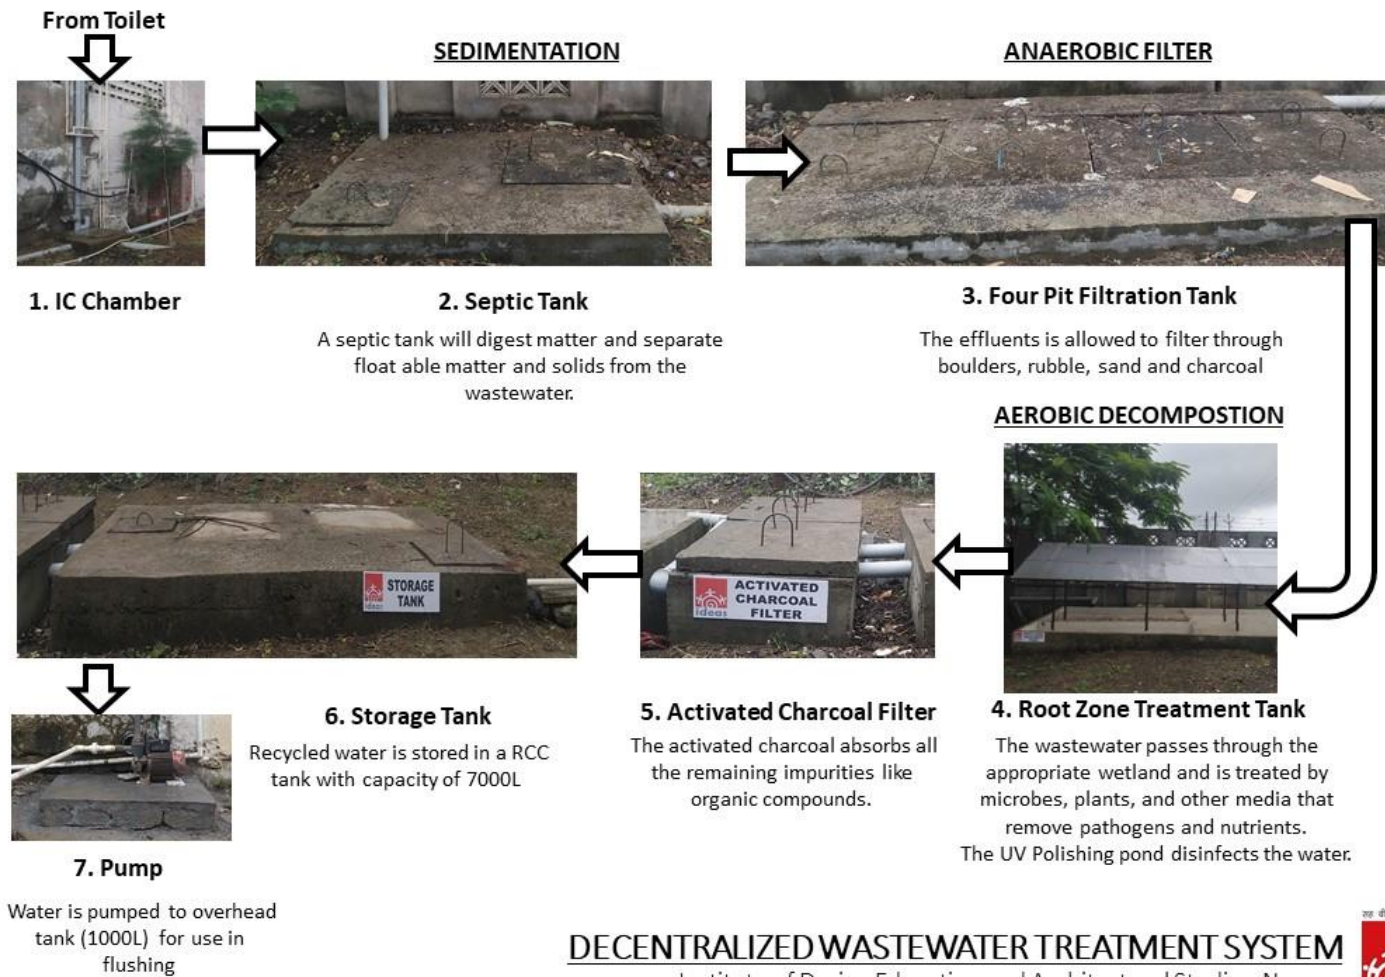 From Toilet
SEDIMENTATION
ANAEROBIC FILTER
1. IC Chamber
2. Septic Tank
A septic tank will digest matter and separate
float able matter and solids from the
wastewater.
3. Four Pit Filtration Tank
The effluents is allowed to filter through
boulders, rubble, sand and charcoal
AEROBIC DECOMPOSTION
4. Root Zone Treatment Tank
The wastewater passes through the
appropriate wetland and is treated by
microbes, plants, and other media that
remove pathogens and nutrients.
The UV Polishing pond disinfects the water.
ideas
ACTIVATED
CHARCOAL
FILTER
5. Activated Charcoal Filter
The activated charcoal absorbs all
the remaining impurities like
organic compounds.
ideas
STORAGE
TANK
6. Storage Tank
Recycled water is stored in a RCC
tank with capacity of 7000L
7. Pump
Water is pumped to overhead
tank (1000L) for use in
flushing
DECENTRALIZED WASTEWATER TREATMENT SYSTEM